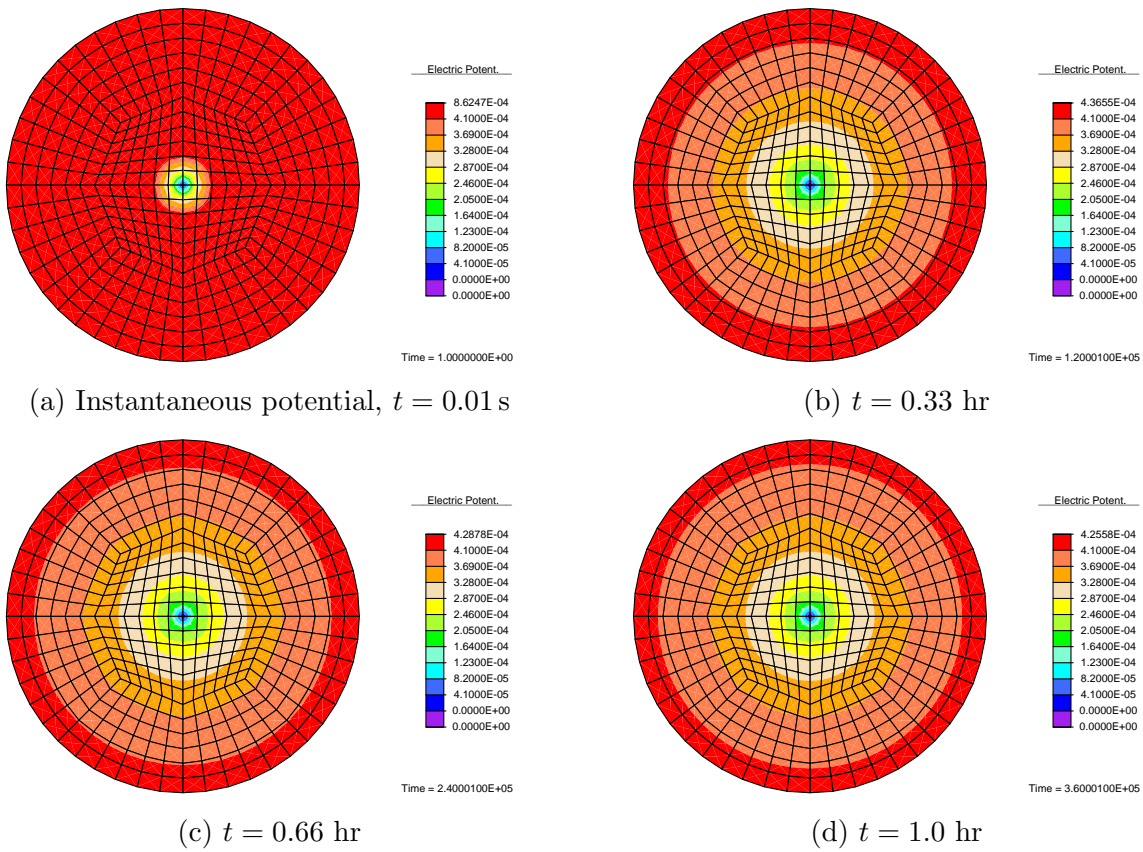 Electric Potent.
8.6247E-04
4.1000E-04
3.6900E-04
3.2800E-04
2.8700E-04
2.4600E-04
2.0500E-04
1.6400E-04
1.2300E-04
8.2000E-05
4.1000E-05
0.0000E+00
0.0000E+00
Time = 1.0000000E+00
(a) Instantaneous potential, t = 0.01 s
Electric Potent.
4.3655E-04
4.1000E-04
3.6900E-04
3.2800E-04
2.8700E-04
2.4600E-04
2.0500E-04
1.6400E-04
1.2300E-04
8.2000E-05
4.1000E-05
0.0000E+00
0.0000E+00
Time = 1.2000100E+05
(b) t = 0.33 hr
Electric Potent.
4.2878E-04
4.1000E-04
3.6900E-04
3.2800E-04
2.8700E-04
2.4600E-04
2.0500E-04
1.6400E-04
1.2300E-04
8.2000E-05
4.1000E-05
0.0000E+00
0.0000E+00
Time = 2.4000100E+05
(c) t = 0.66 hr
Electric Potent.
4.2558E-04
4.1000E-04
3.6900E-04
3.2800E-04
2.8700E-04
2.4600E-04
2.0500E-04
1.6400E-04
1.2300E-04
8.2000E-05
4.1000E-05
0.0000E+00
0.0000E+00
Time = 3.6000100E+05
(d) t = 1.0 hr